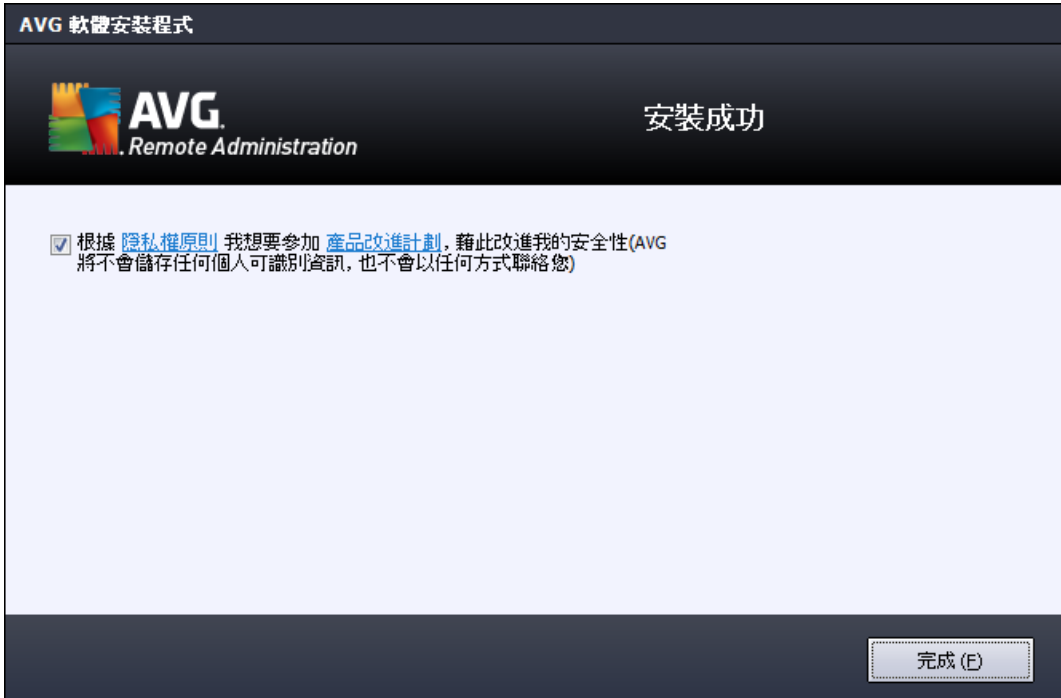 AVG 軟體安裝程式
AVG.
Remote Administration
安裝成功
根據 隱私權原則 我想要參加 產品改進計劃, 藉此改進我的安全性(AVG
將不會儲存任何個人可識別資訊, 也不會以任何方式聯絡您)
完成 (F)